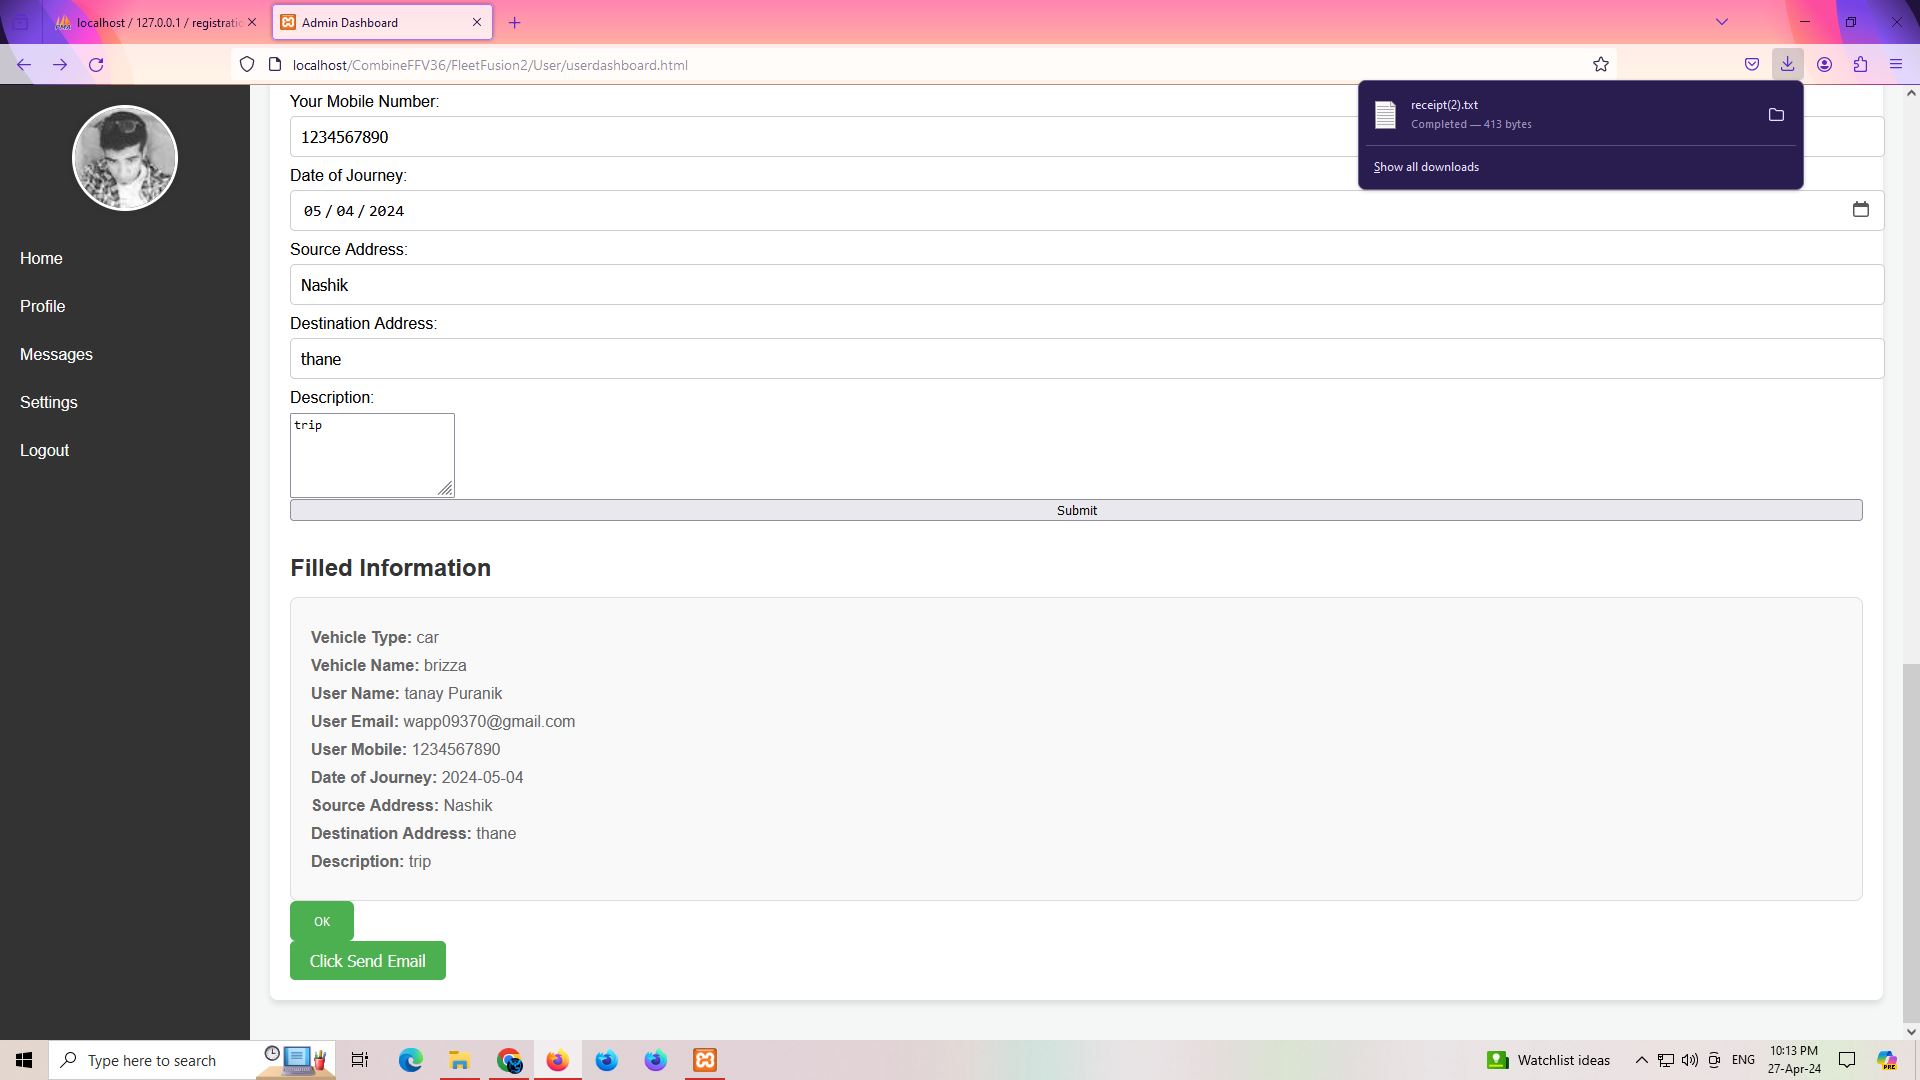 localhost / 127.0.0.1 / registratio
Admin Dashboard
localhost/CombineFFV36/FleetFusion2/User/userdashboard.html
receipt(2).txt
Completed — 413 bytes
Show all downloads
Home
Profile
Messages
Settings
Logout
Your Mobile Number:
1234567890
Date of Journey:
05 / 04 / 2024
Source Address:
Nashik
Destination Address:
thane
Description:
trip
Submit
Filled Information
Vehicle Type: car
Vehicle Name: brizza
User Name: tanay Puranik
User Email: wapp09370@gmail.com
User Mobile: 1234567890
Date of Journey: 2024-05-04
Source Address: Nashik
Destination Address: thane
Description: trip
OK
Click Send Email
Type here to search
Watchlist ideas
ENG
10:13 PM
27-Apr-24
PRE